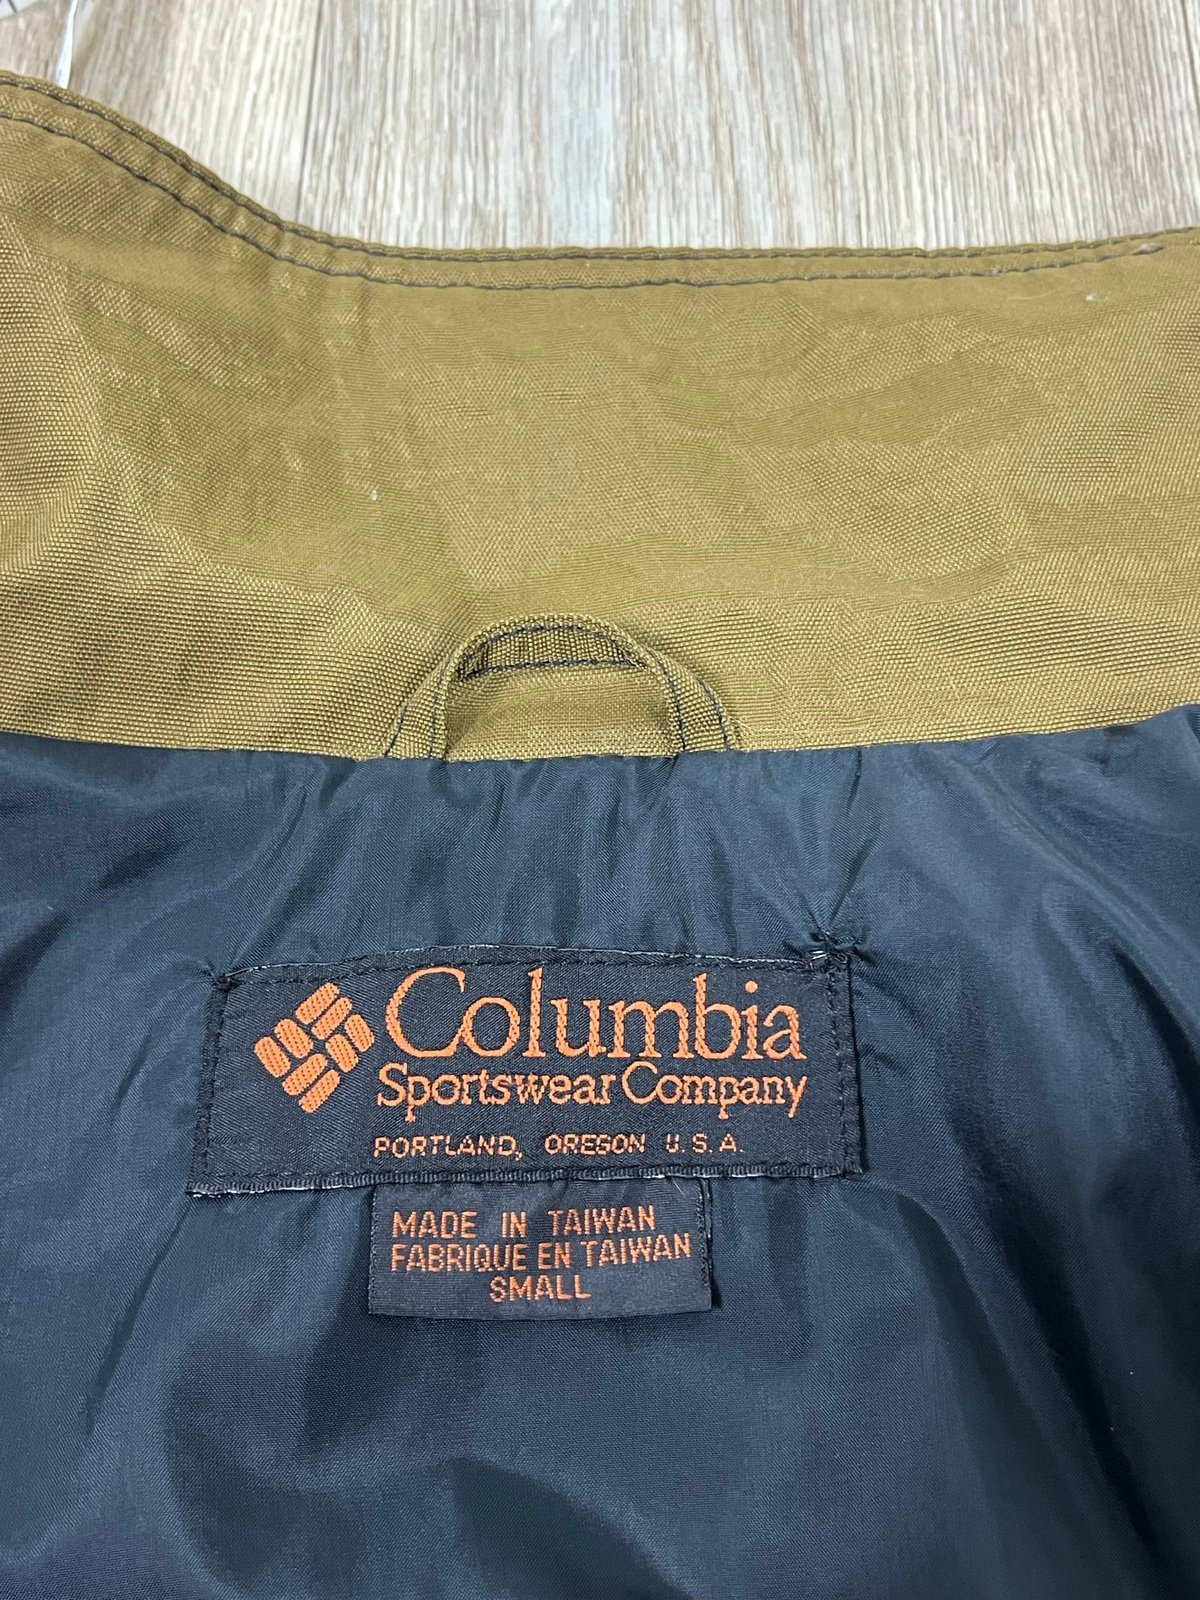 Columbia
Sportswear Company
PORTLAND, OREGON U.S.A.
MADE IN TAIWAN
FABRIQUE EN TAIWAN
SMALL